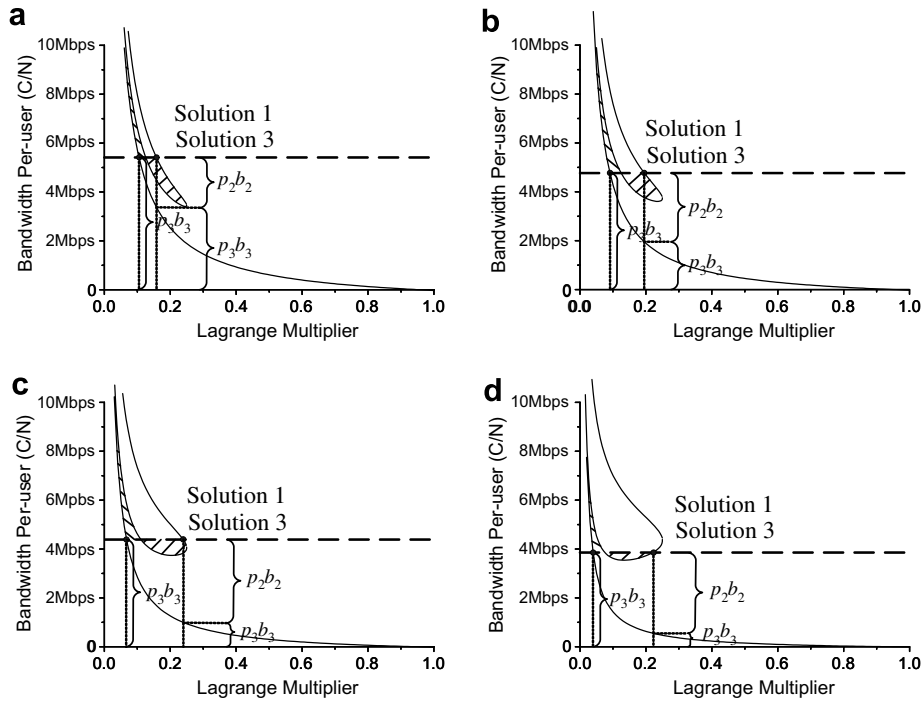 a
Bandwidth Per-user (C/N)
10Mbps
8Mbps
6Mbps
4Mbps
2Mbps
0
Solution 1
Solution 3
p₂b₂
p₃b₃
p₃b₃
0.0 0.2 0.4 0.6 0.8 1.0
Lagrange Multiplier
b
Bandwidth Per-user (C/N)
10Mbps
8Mbps
6Mbps
4Mbps
2Mbps
0
Solution 1
Solution 3
p₂b₂
p₃b₃
p₃b₃
0.0 0.2 0.4 0.6 0.8 1.0
Lagrange Multiplier
c
Bandwidth Per-user (C/N)
10Mbps
8Mbps
6Mbps
4Mbps
2Mbps
0
Solution 1
Solution 3
p₂b₂
p₃b₃
p₃b₃
0.0 0.2 0.4 0.6 0.8 1.0
Lagrange Multiplier
d
Bandwidth Per-user (C/N)
10Mbps
8Mbps
6Mbps
4Mbps
2Mbps
0
Solution 1
Solution 3
p₂b₂
p₃b₃
p₃b₃
0.0 0.2 0.4 0.6 0.8 1.0
Lagrange Multiplier